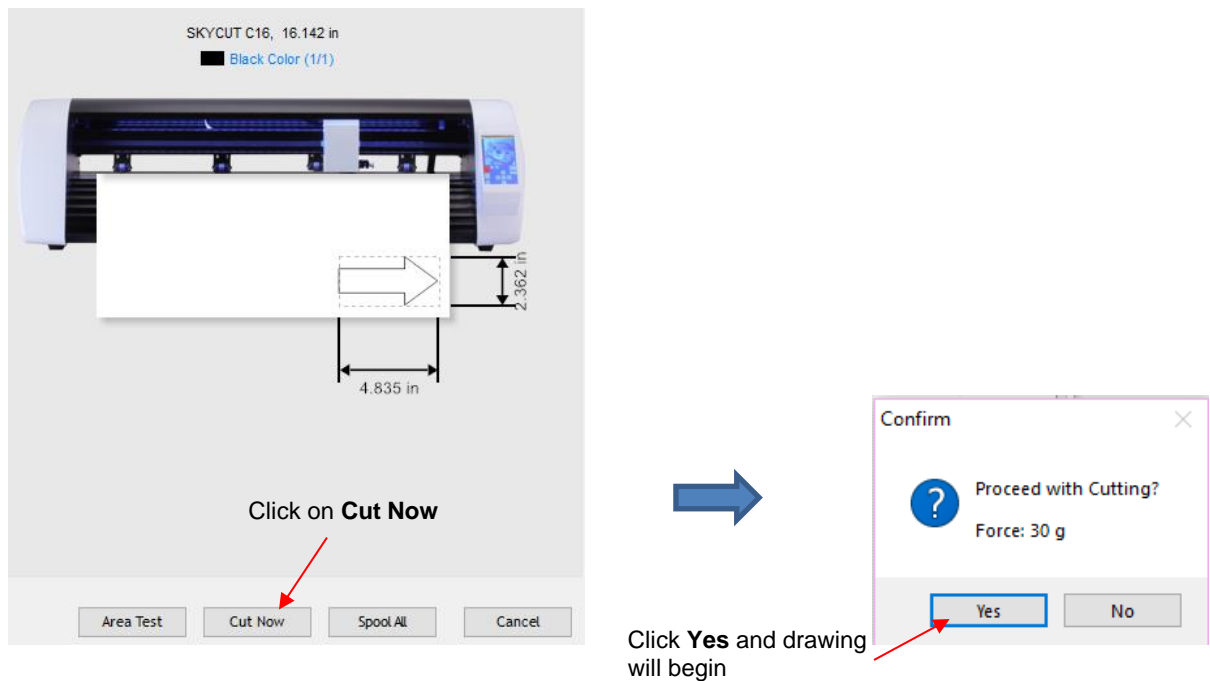 SKYCUT C16, 16.142 in
Black Color (1/1)
2.362 in
4.835 in
Click on Cut Now
Area Test
Cut Now
Spool All
Cancel
Confirm
Proceed with Cutting?
Force: 30 g
Yes
No
Click Yes and drawing
will begin